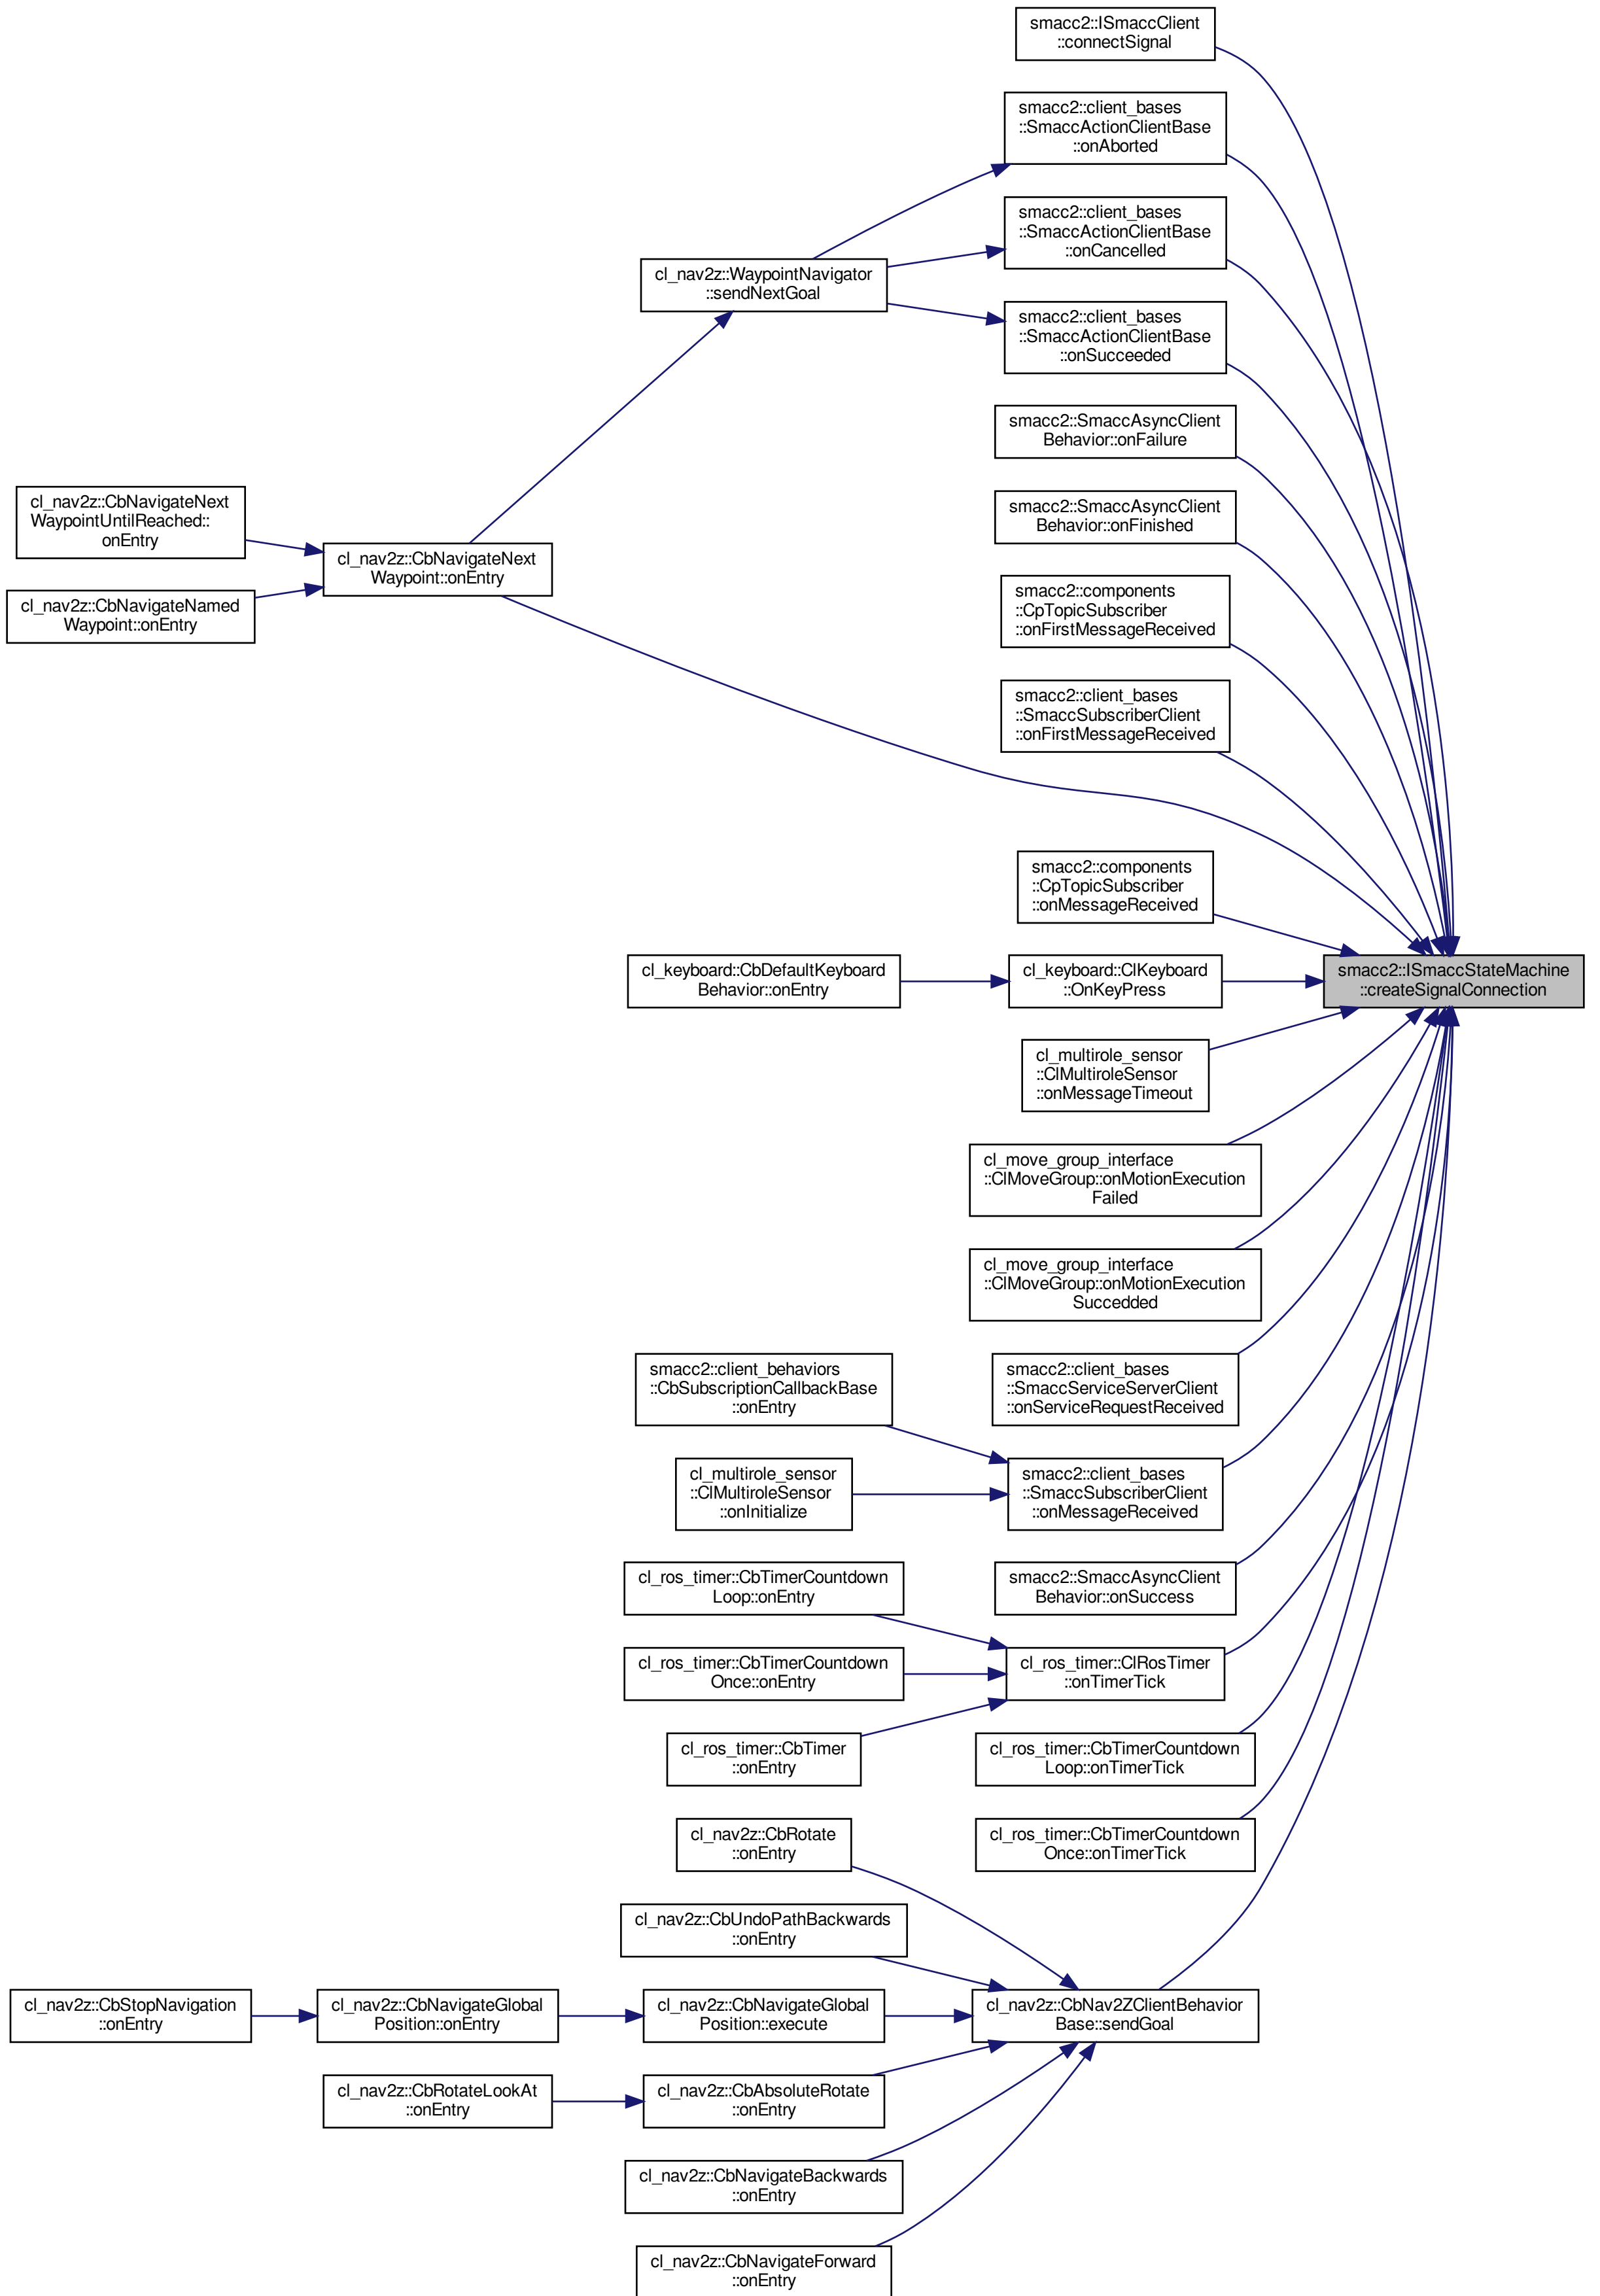 smacc2::ISmaccClient
::connectSignal
smacc2::client_bases
::SmaccActionClientBase
::onAborted
smacc2::client_bases
::SmaccActionClientBase
::onCancelled
cl_nav2z::WaypointNavigator
::sendNextGoal
smacc2::client_bases
::SmaccActionClientBase
::onSucceeded
smacc2::SmaccAsyncClient
Behavior::onFailure
cl_nav2z::CbNavigateNext
WaypointUntilReached::
onEntry
smacc2::SmaccAsyncClient
Behavior::onFinished
cl_nav2z::CbNavigateNext
Waypoint::onEntry
cl_nav2z::CbNavigateNamed
Waypoint::onEntry
smacc2::components
::CpTopicSubscriber
::onFirstMessageReceived
smacc2::client_bases
::SmaccSubscriberClient
::onFirstMessageReceived
smacc2::components
::CpTopicSubscriber
::onMessageReceived
cl_keyboard::CbDefaultKeyboard
Behavior::onEntry
cl_keyboard::ClKeyboard
::OnKeyPress
smacc2::ISmaccStateMachine
::createSignalConnection
cl_multirole_sensor
::ClMultiroleSensor
::onMessageTimeout
cl_move_group_interface
::ClMoveGroup::onMotionExecution
Failed
cl_move_group_interface
::ClMoveGroup::onMotionExecution
Succedded
smacc2::client_behaviors
::CbSubscriptionCallbackBase
::onEntry
smacc2::client_bases
::SmaccServiceServerClient
::onServiceRequestReceived
cl_multirole_sensor
::ClMultiroleSensor
::onInitialize
smacc2::client_bases
::SmaccSubscriberClient
::onMessageReceived
cl_ros_timer::CbTimerCountdown
Loop::onEntry
smacc2::SmaccAsyncClient
Behavior::onSuccess
cl_ros_timer::CbTimerCountdown
Once::onEntry
cl_ros_timer::ClRosTimer
::onTimerTick
cl_ros_timer::CbTimer
::onEntry
cl_ros_timer::CbTimerCountdown
Loop::onTimerTick
cl_nav2z::CbRotate
::onEntry
cl_ros_timer::CbTimerCountdown
Once::onTimerTick
cl_nav2z::CbUndoPathBackwards
::onEntry
cl_nav2z::CbStopNavigation
::onEntry
cl_nav2z::CbNavigateGlobal
Position::onEntry
cl_nav2z::CbNavigateGlobal
Position::execute
cl_nav2z::CbNav2ZClientBehavior
Base::sendGoal
cl_nav2z::CbRotateLookAt
::onEntry
cl_nav2z::CbAbsoluteRotate
::onEntry
cl_nav2z::CbNavigateBackwards
::onEntry
cl_nav2z::CbNavigateForward
::onEntry